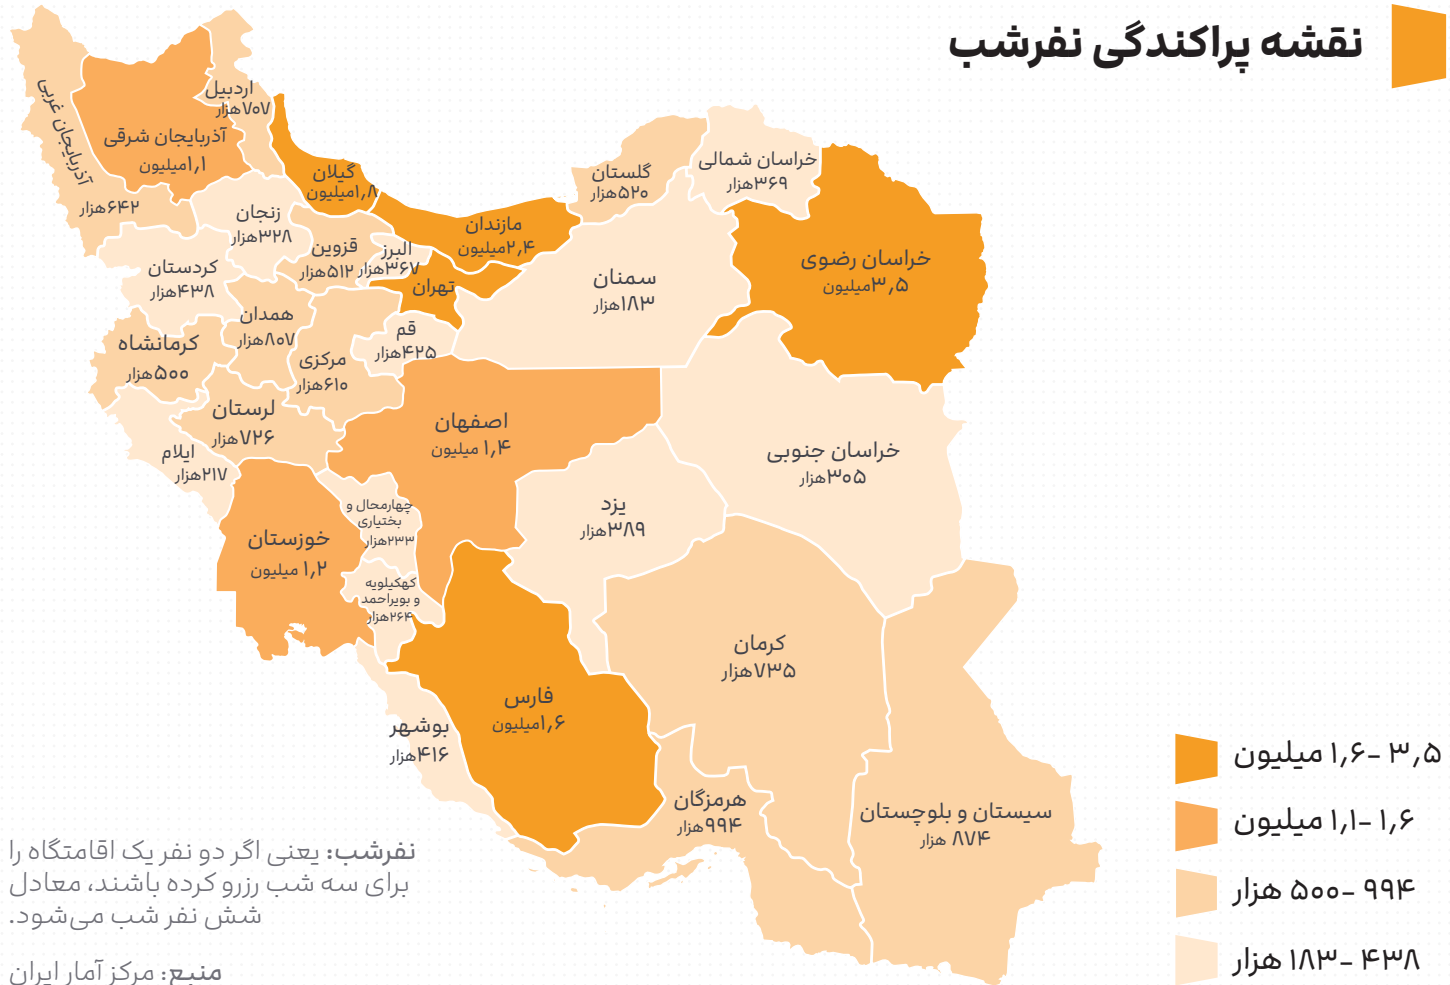 نقشه پراکندگی نفرشب
اردبیل
۷۰۷هزار
آذربایجان غربی
۶۴۲هزار
آذربایجان شرقی
۱٫۱میلیون
گیلان
۱٫۸میلیون
مازندان
۲٫۴میلیون
گلستان
۵۲۰هزار
خراسان شمالی
۳۶۹هزار
خراسان رضوی
۳٫۵میلیون
زنجان
۳۲۸هزار
قزوین
۵۱۲هزار
البرز
۳۶۷هزار
تهران
سمنان
۱۸۳هزار
کردستان
۴۳۸هزار
همدان
۸۰۷هزار
قم
۴۲۵هزار
کرمانشاه
۵۰۰هزار
مرکزی
۶۱۰هزار
لرستان
۷۲۶هزار
ایلام
۲۱۷هزار
اصفهان
۱٫۴ میلیون
خراسان جنوبی
۳۰۵هزار
یزد
۳۸۹هزار
خوزستان
۱٫۲ میلیون
چهارمحال و
بختیاری
۲۳۳هزار
کهکیلویه
و بویراحمد
۲۶۴هزار
کرمان
۷۳۵هزار
فارس
۱٫۶میلیون
بوشهر
۴۱۶هزار
هرمزگان
۹۹۴هزار
سیستان و بلوچستان
۸۷۴ هزار
۳٫۵ -۱٫۶ میلیون
۱٫۶ -۱٫۱ میلیون
۹۹۴ -۵۰۰ هزار
۴۳۸ -۱۸۳ هزار
نفرشب: یعنی اگر دو نفر یک اقامتگاه را
برای سه شب رزرو کرده باشند، معادل
شش نفر شب می‌شود.
منبع: مرکز آمار ایران